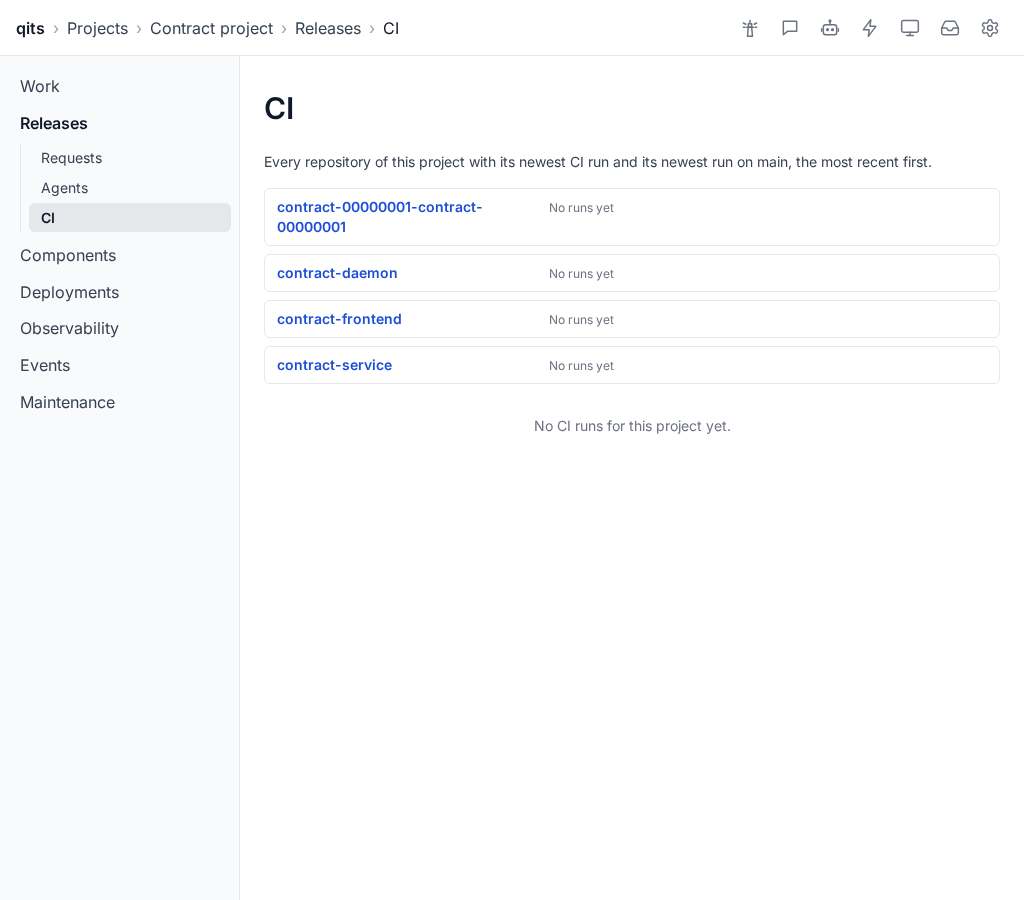 qits › Projects › Contract project › Releases › CI
Work
Releases
Requests
Agents
CI
Components
Deployments
Observability
Events
Maintenance
CI
Every repository of this project with its newest CI run and its newest run on main, the most recent first.
contract-00000001-contract-
00000001
No runs yet
contract-daemon
No runs yet
contract-frontend
No runs yet
contract-service
No runs yet
No CI runs for this project yet.